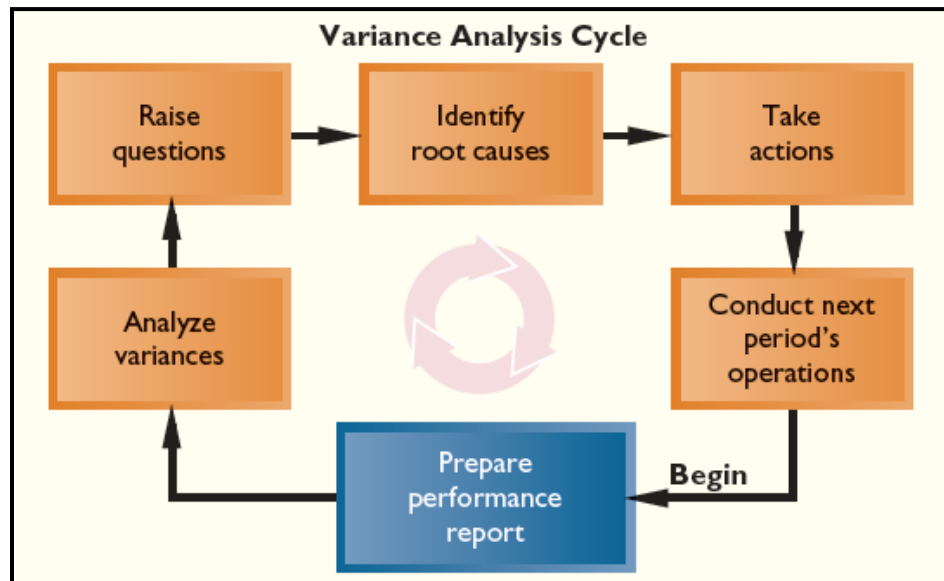 Variance Analysis Cycle
Raise
questions
Identify
root causes
Take
actions
Analyze
variances
Conduct next
period's
operations
Prepare
performance
report
Begin